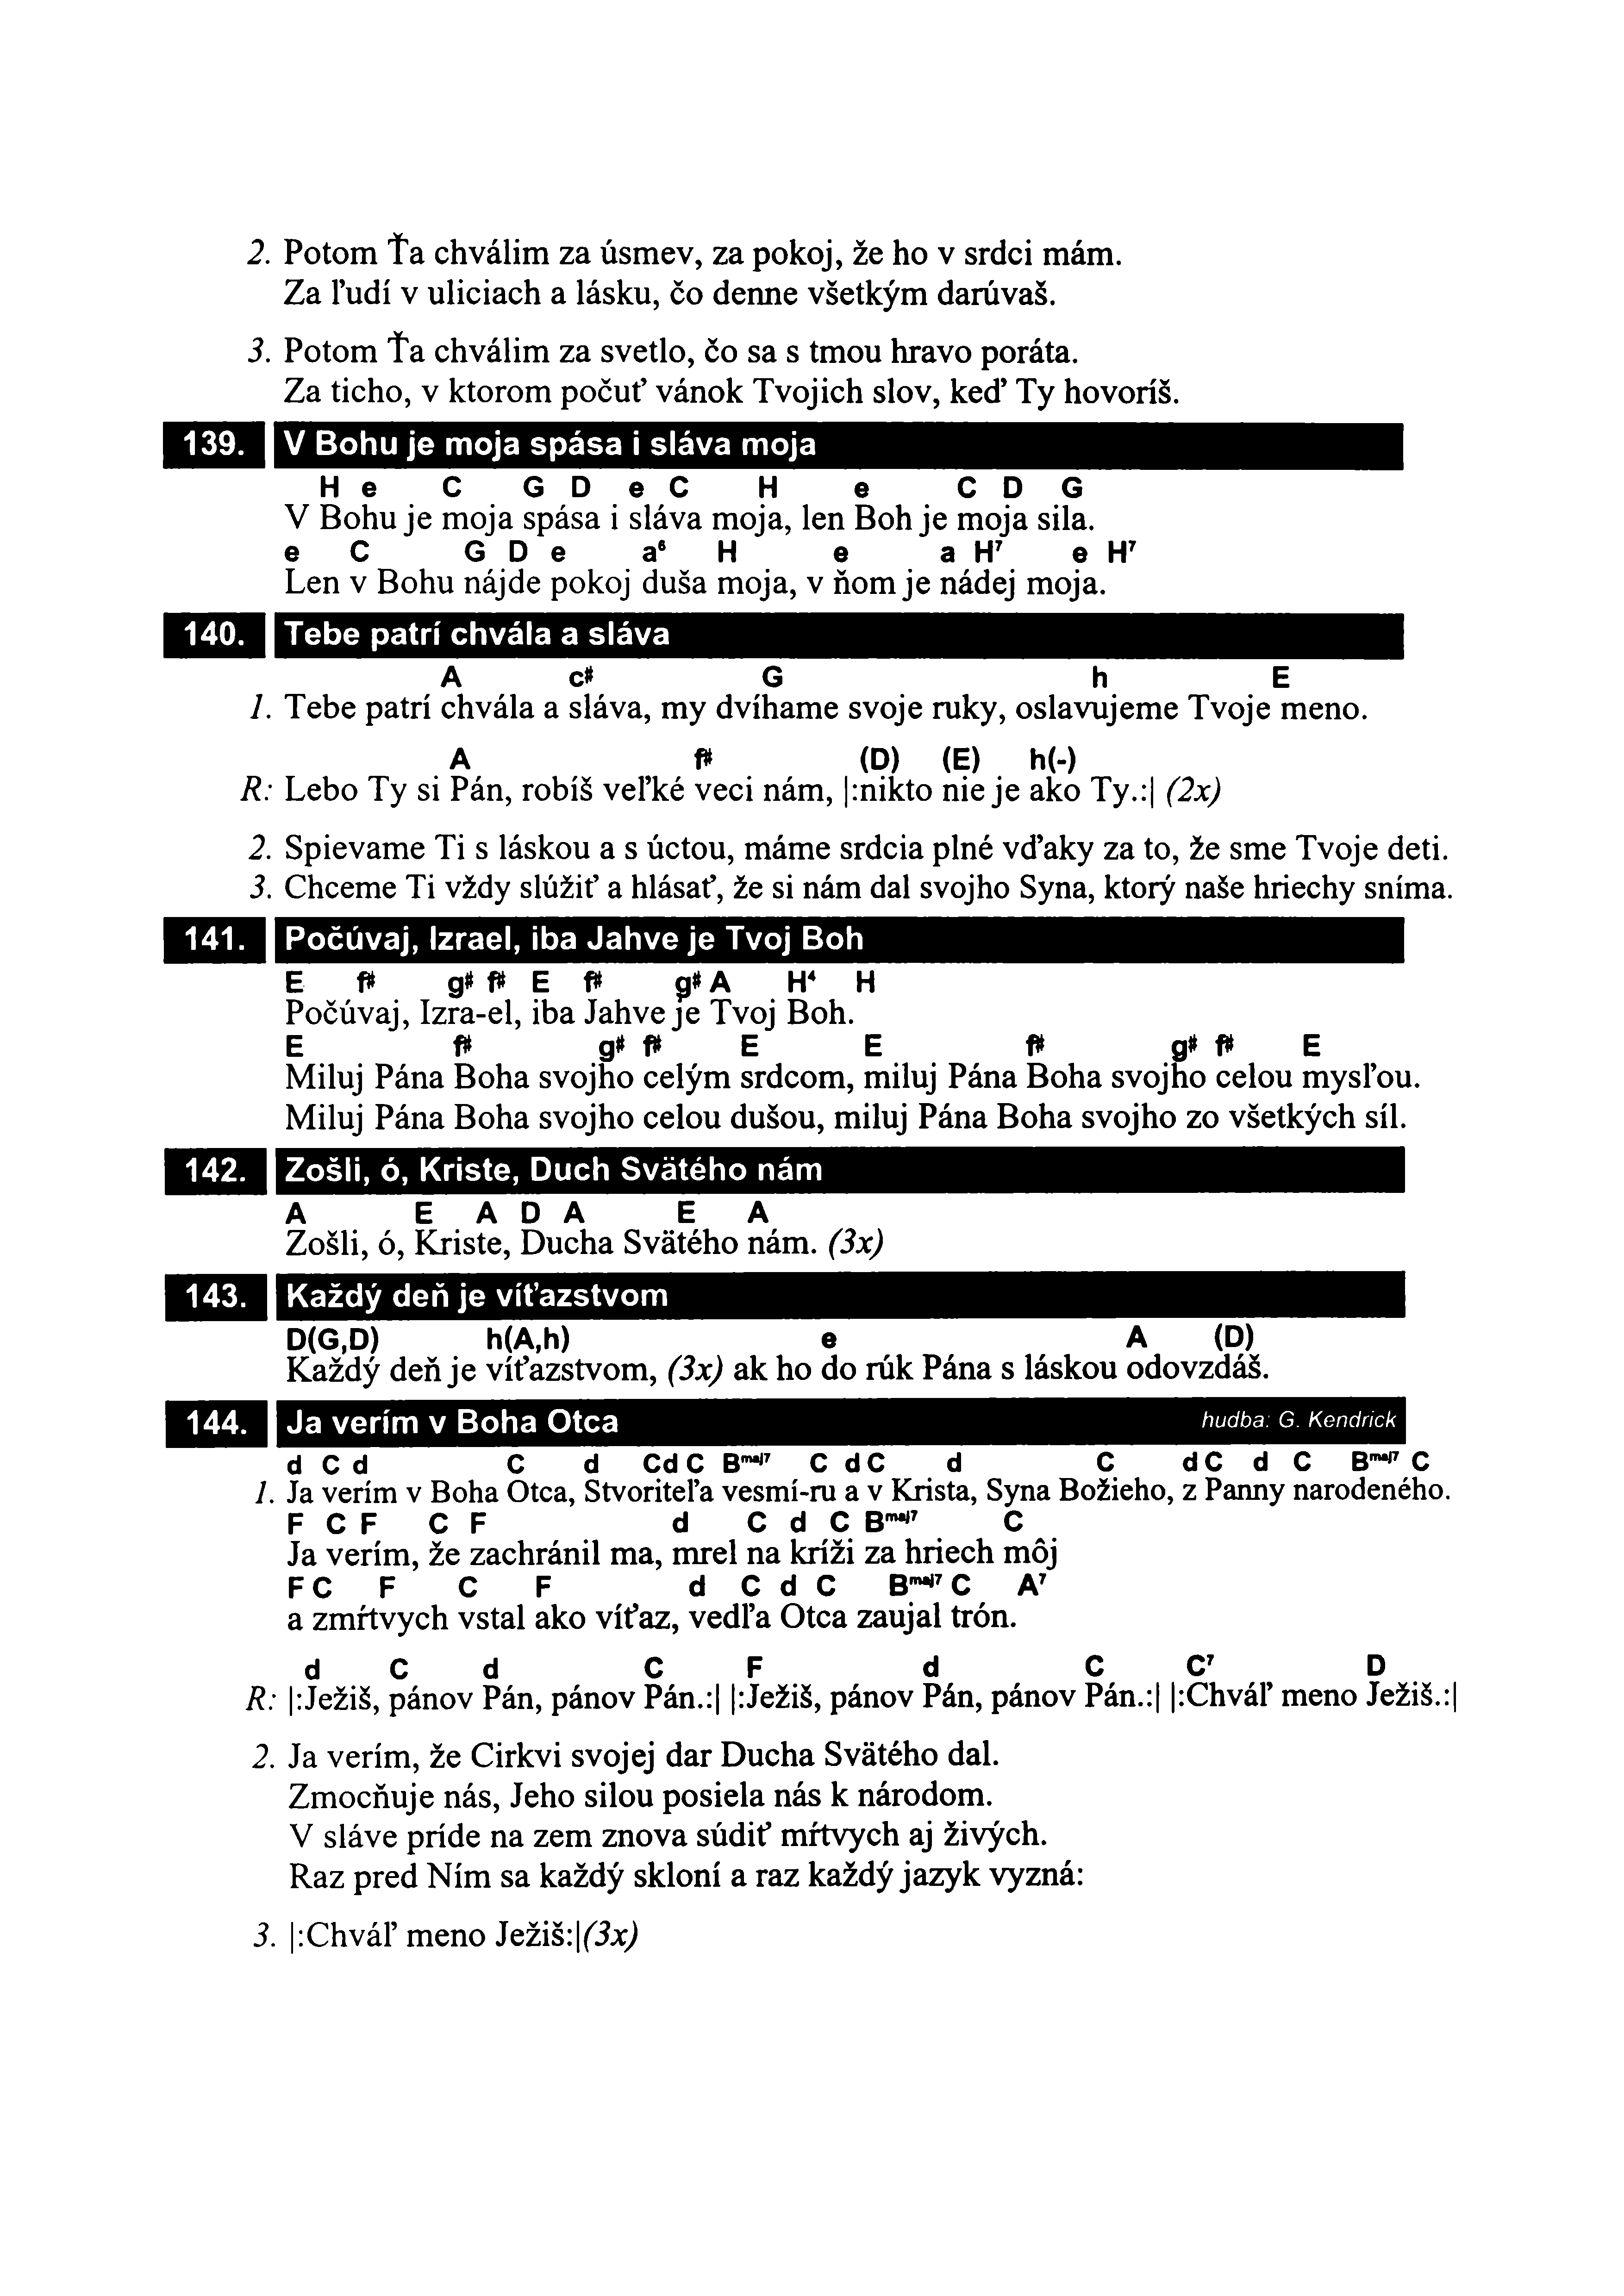 2. Potom Ťa chválim za úsmev, za pokoj, že ho v srdci mám.
Za ľudí v uliciach a lásku, čo denne všetkým darúvaš.
3. Potom Ťa chválim za svetlo, čo sa s tmou hravo poráta.
Za ticho, v ktorom počuť vánok Tvojich slov, keď Ty hovoríš.
139. V Bohu je moja spása i sláva moja
H e C G D e C H e C D G
V Bohu je moja spása i sláva moja, len Boh je moja sila.
e C G D e a⁶ H e a H⁷ e H⁷
Len v Bohu nájde pokoj duša moja, v ňom je nádej moja.
140. Tebe patrí chvála a sláva
A c# G h E
1. Tebe patrí chvála a sláva, my dvíhame svoje ruky, oslavujeme Tvoje meno.
A f# (D) (E) h(-)
R: Lebo Ty si Pán, robíš veľké veci nám, |:nikto nie je ako Ty.:| (2x)
2. Spievame Ti s láskou a s úctou, máme srdcia plné vďaky za to, že sme Tvoje deti.
3. Chceme Ti vždy slúžiť a hlásať, že si nám dal svojho Syna, ktorý naše hriechy sníma.
141. Počúvaj, Izrael, iba Jahve je Tvoj Boh
E f# g# f# E f# g# A H⁴ H
Počúvaj, Izra-el, iba Jahve je Tvoj Boh.
E f# g# f# E E f# g# f# E
Miluj Pána Boha svojho celým srdcom, miluj Pána Boha svojho celou mysľou.
Miluj Pána Boha svojho celou dušou, miluj Pána Boha svojho zo všetkých síl.
142. Zošli, ó, Kriste, Duch Svätého nám
A E A D A E A
Zošli, ó, Kriste, Ducha Svätého nám. (3x)
143. Každý deň je víťazstvom
D(G,D) h(A,h) e A (D)
Každý deň je víťazstvom, (3x) ak ho do rúk Pána s láskou odovzdáš.
144. Ja verím v Boha Otca hudba: G. Kendrick
d C d C d C d C Bmaj7 C d C d C d C d C Bmaj7 C
1. Ja verím v Boha Otca, Stvoriteľa vesmí-ru a v Krista, Syna Božieho, z Panny narodeného.
F C F C F d C d C Bmaj7 C
Ja verím, že zachránil ma, mrel na kríži za hriech môj
F C F C F d C d C Bmaj7 C A⁷
a zmŕtvych vstal ako víťaz, vedľa Otca zaujal trón.
d C d C F d C C⁷ D
R: |:Ježiš, pánov Pán, pánov Pán.:| |:Ježiš, pánov Pán, pánov Pán.:| |:Chváľ meno Ježiš.:|
2. Ja verím, že Cirkvi svojej dar Ducha Svätého dal.
Zmocňuje nás, Jeho silou posiela nás k národom.
V sláve príde na zem znova súdiť mŕtvych aj živých.
Raz pred Ním sa každý skloní a raz každý jazyk vyzná:
3. |:Chváľ meno Ježiš:|(3x)